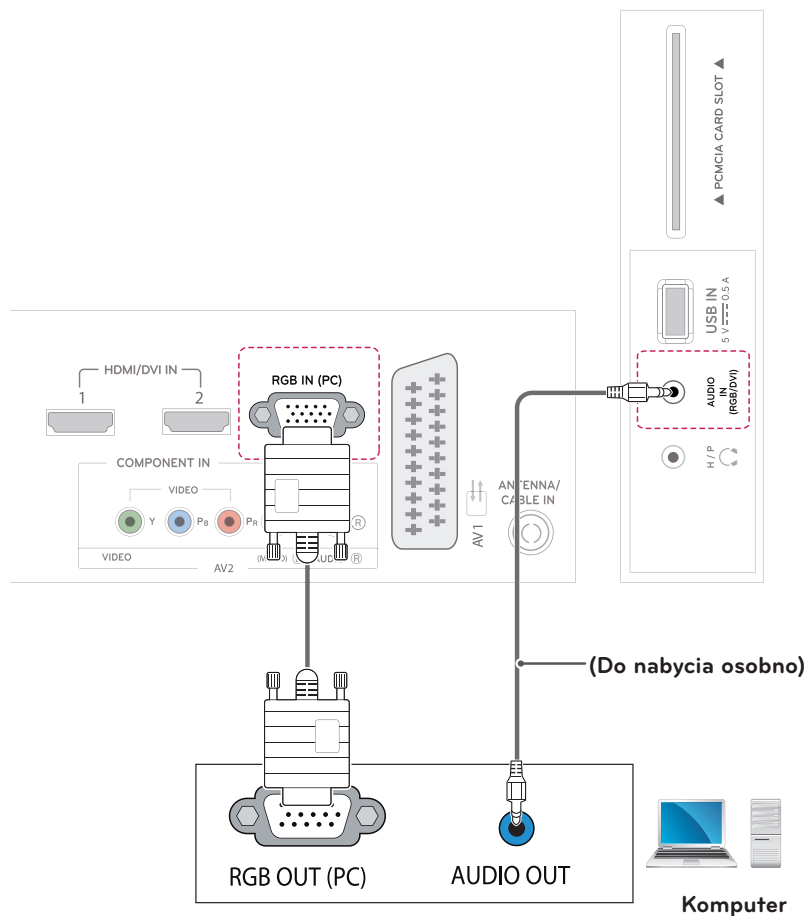 ▲ PCMCIA CARD SLOT ▲
USB IN
5 V 0.5 A
AUDIO
IN
(RGB/DVI)
H / P
HDMI/DVI IN
1
2
RGB IN (PC)
COMPONENT IN
VIDEO
Y
PB
PR
R
VIDEO
AV2
R
AV1
ANTENNA/
CABLE IN
(Do nabycia osobno)
RGB OUT (PC)
AUDIO OUT
Komputer